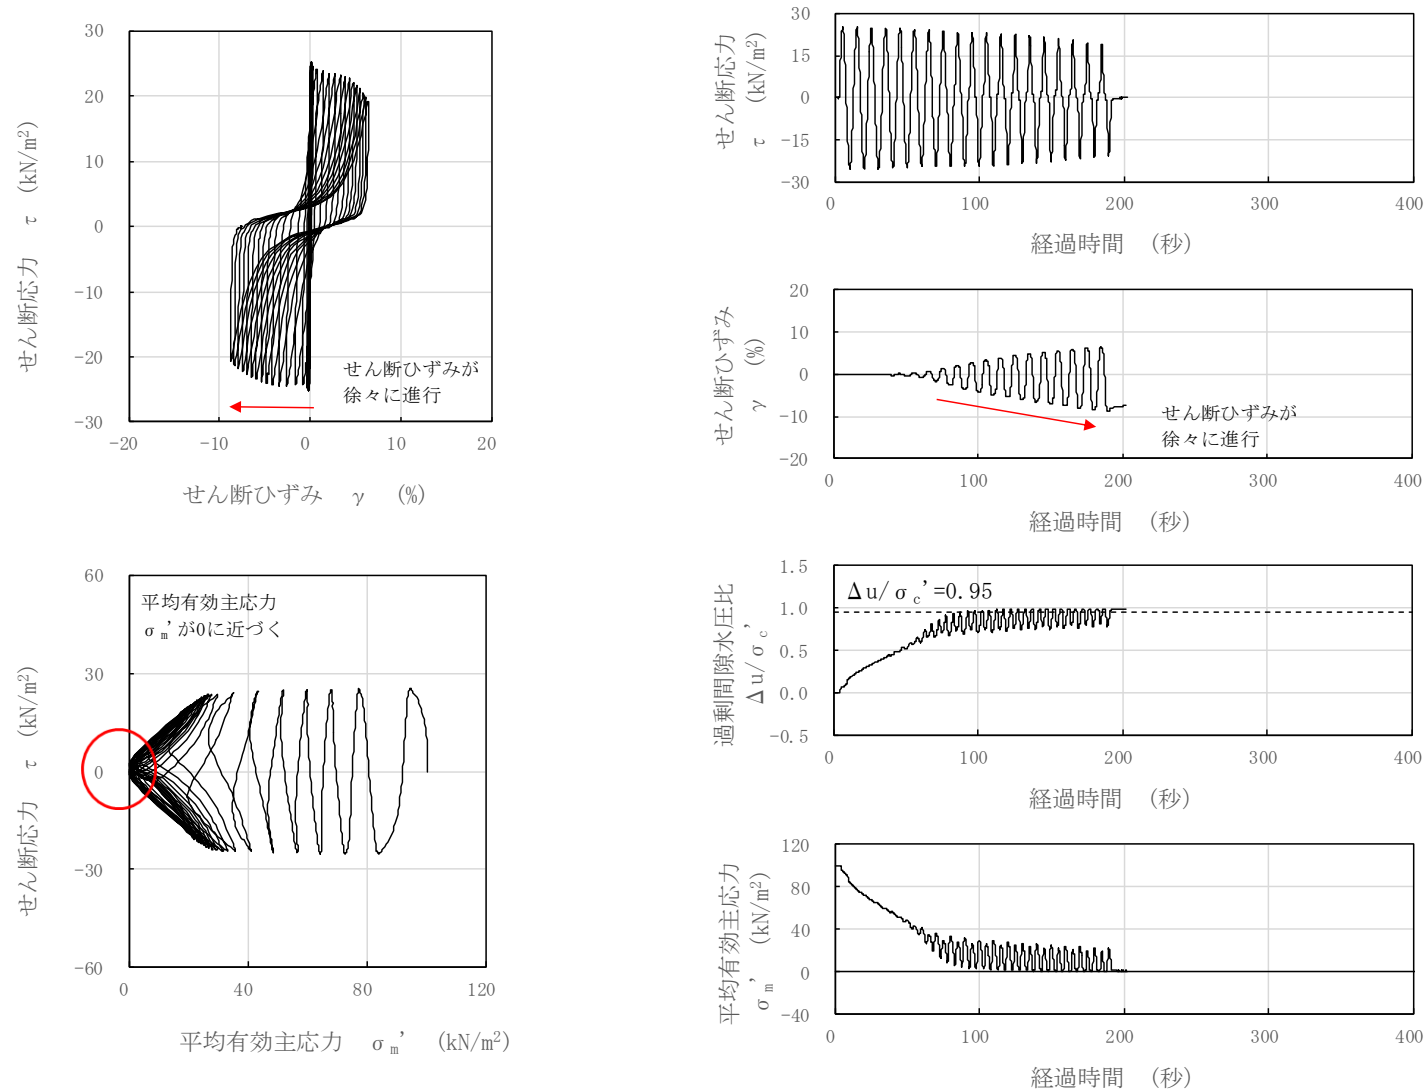 せん断応力 τ (kN/m²)
30
20
10
0
-10
-20
-30
-20
-10
0
10
20
せん断ひずみが
徐々に進行
せん断ひずみ γ (%)
せん断応力 τ (kN/m²)
60
30
0
-30
-60
0
40
80
120
平均有効主応力
σm'が0に近づく
平均有効主応力 σm' (kN/m²)
せん断応力
τ (kN/m²)
30
15
0
-15
-30
0
100
200
300
400
経過時間 (秒)
せん断ひずみ
γ (%)
20
10
0
-10
-20
0
100
200
300
400
せん断ひずみが
徐々に進行
経過時間 (秒)
過剰間隙水圧比
Δu/σc'
1.5
1.0
0.5
0.0
-0.5
Δu/σc'=0.95
0
100
200
300
400
経過時間 (秒)
平均有効主応力
σm' (kN/m²)
120
80
40
0
-40
0
100
200
300
400
経過時間 (秒)